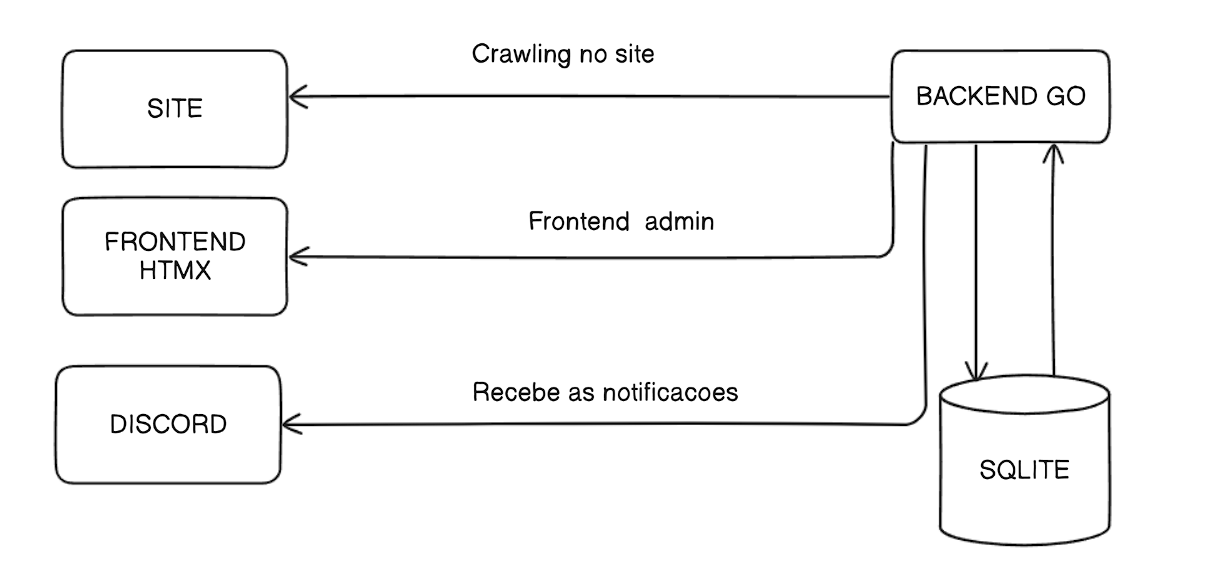 Crawling no site
SITE
BACKEND GO
Frontend admin
FRONTEND
HTMX
Recebe as notificacoes
DISCORD
SQLITE